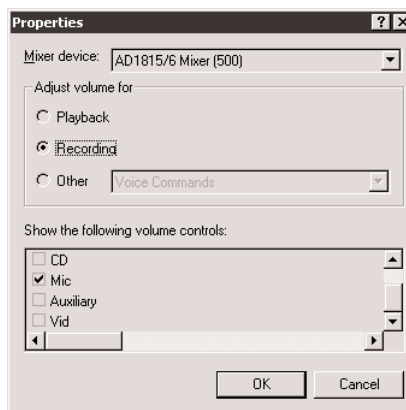 Properties
Mixer device: AD1815/6 Mixer (500)
Adjust volume for
Playback
Recording
Other Voice Commands
Show the following volume controls:
CD
Mic
Auxiliary
Vid
OK Cancel